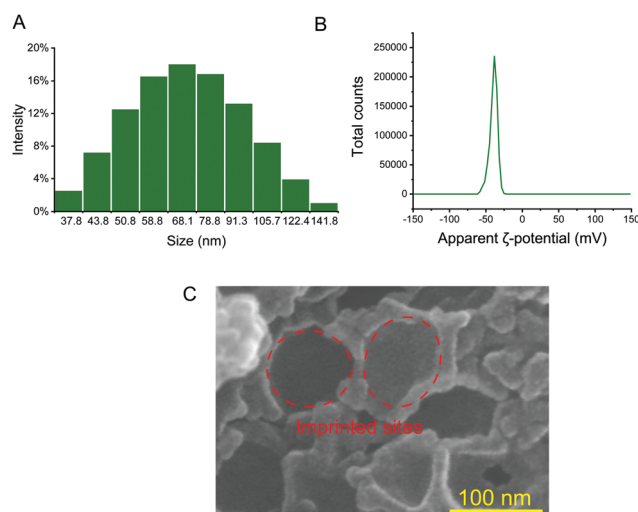 A
20%
16%
12%
8%
4%
0%
Intensity
37.8 43.8 50.8 58.8 68.1 78.8 91.3 105.7 122.4 141.8
Size (nm)
B
250000
200000
150000
100000
50000
0
Total counts
-150 -100 -50 0 50 100 150
Apparent ζ-potential (mV)
C
Imprinted sites
100 nm